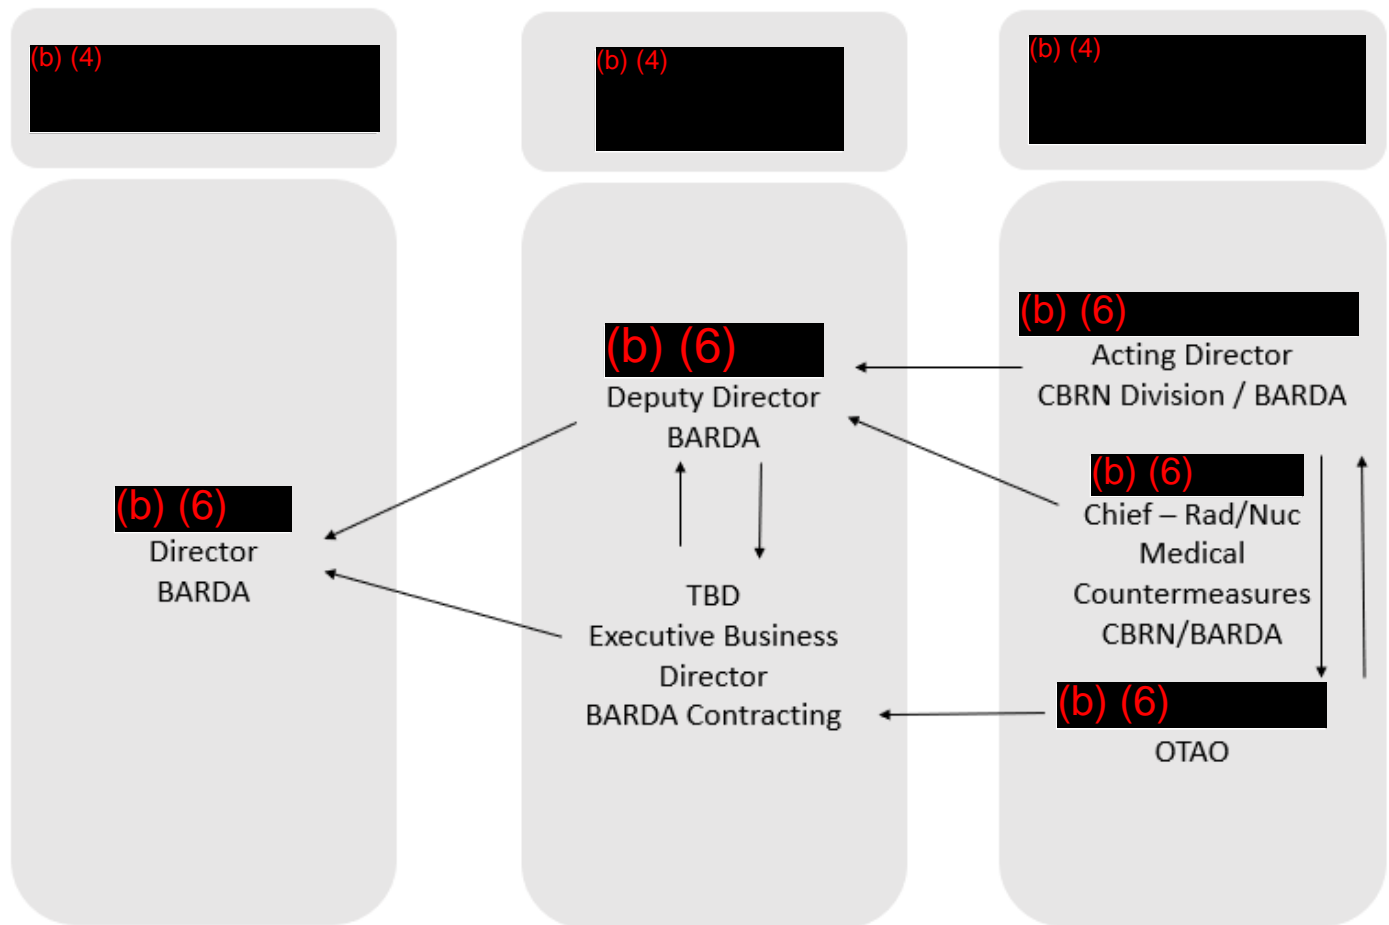 (b) (4)
(b) (4)
(b) (4)
(b) (6)
Director
BARDA
(b) (6)
Deputy Director
BARDA
TBD
Executive Business
Director
BARDA Contracting
(b) (6)
Acting Director
CBRN Division / BARDA
(b) (6)
Chief – Rad/Nuc
Medical
Countermeasures
CBRN/BARDA
(b) (6)
OTAO